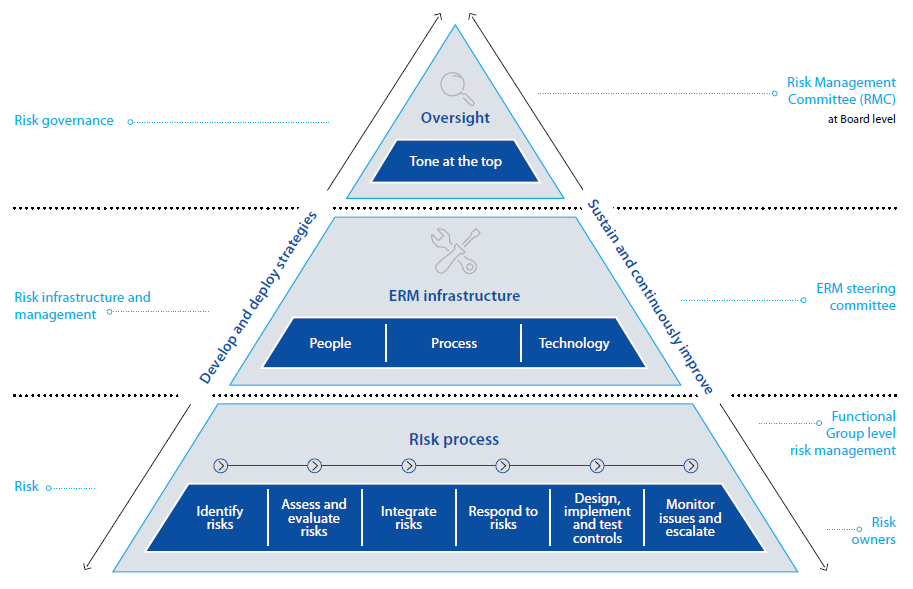 Risk Management
Committee (RMC)
at Board level
Risk governance
Oversight
Tone at the top
Develop and deploy strategies
Sustain and continuously improve
Risk infrastructure and
management
ERM infrastructure
People
Process
Technology
ERM steering
committee
Functional
Group level
risk management
Risk process
Risk
Identify
risks
Assess and
evaluate
risks
Integrate
risks
Respond to
risks
Design,
implement
and test
controls
Monitor
issues and
escalate
Risk
owners